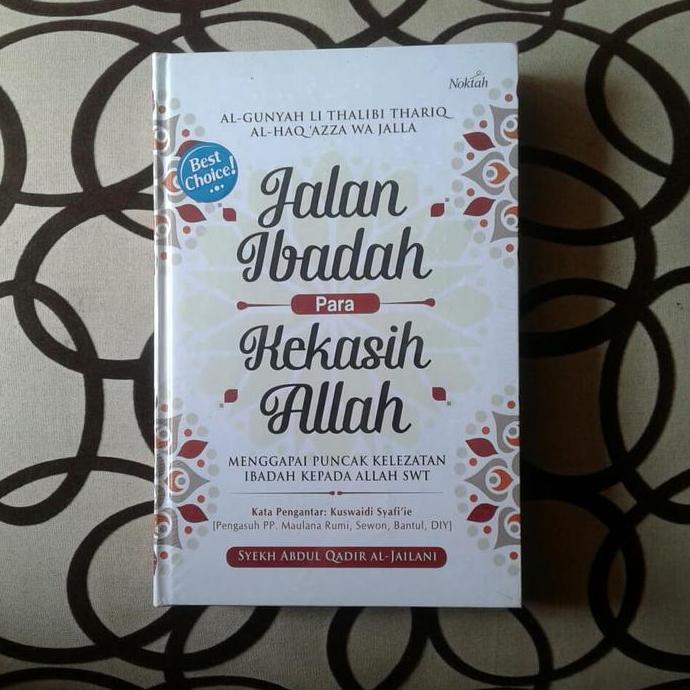 Noktah
AL-GUNYAH LI THALIBI THARIQ
AL-HAQ 'AZZA WA JALLA
Best
Choice!
Jalan
Ibadah
Para
Kekasih
Allah
MENGGAPAI PUNCAK KELEZATAN
IBADAH KEPADA ALLAH SWT
Kata Pengantar: Kuswaidi Syafi'ie
[Pengasuh PP. Maulana Rumi, Sewon, Bantul, DIY]
SYEKH ABDUL QADIR AL-JAILANI